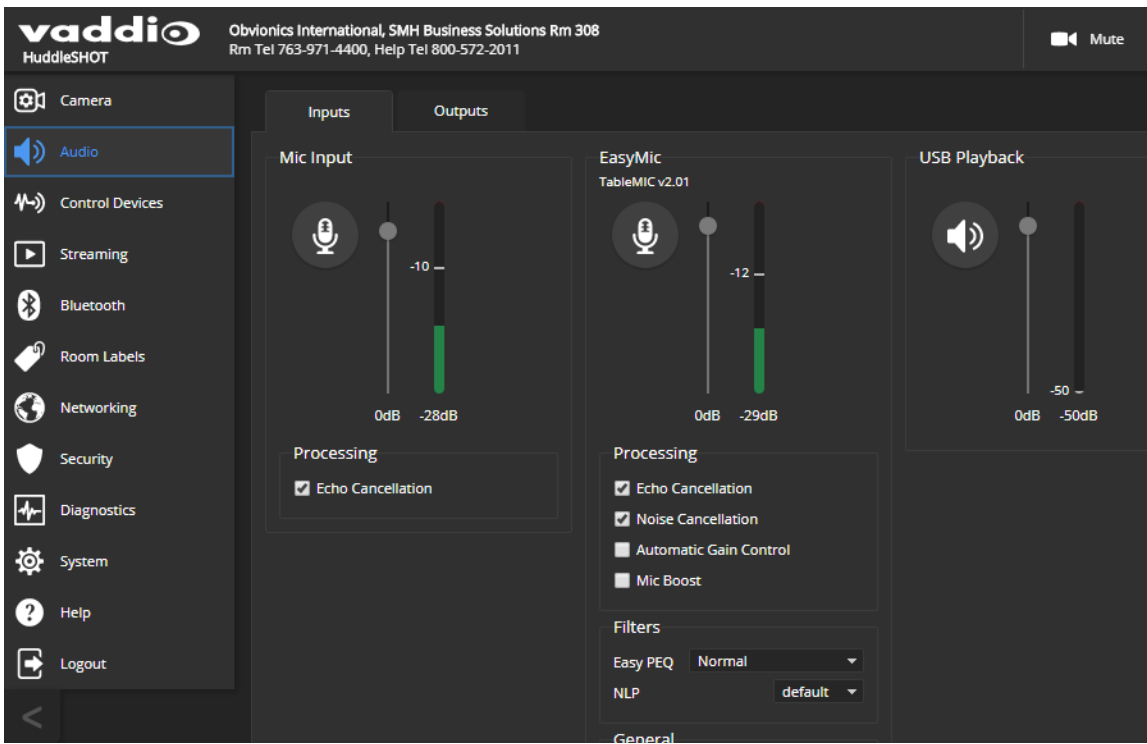 vaddio
HuddleSHOT
Obvionics International, SMH Business Solutions Rm 308
Rm Tel 763-971-4400, Help Tel 800-572-2011
Mute
Camera
Audio
Control Devices
Streaming
Bluetooth
Room Labels
Networking
Security
Diagnostics
System
Help
Logout
<
Inputs Outputs
Mic Input
-10
0dB -28dB
Processing
Echo Cancellation
EasyMic
TableMIC v2.01
-12
0dB -29dB
Processing
Echo Cancellation
Noise Cancellation
Automatic Gain Control
Mic Boost
Filters
Easy PEQ Normal
NLP default
General
USB Playback
-50
0dB -50dB